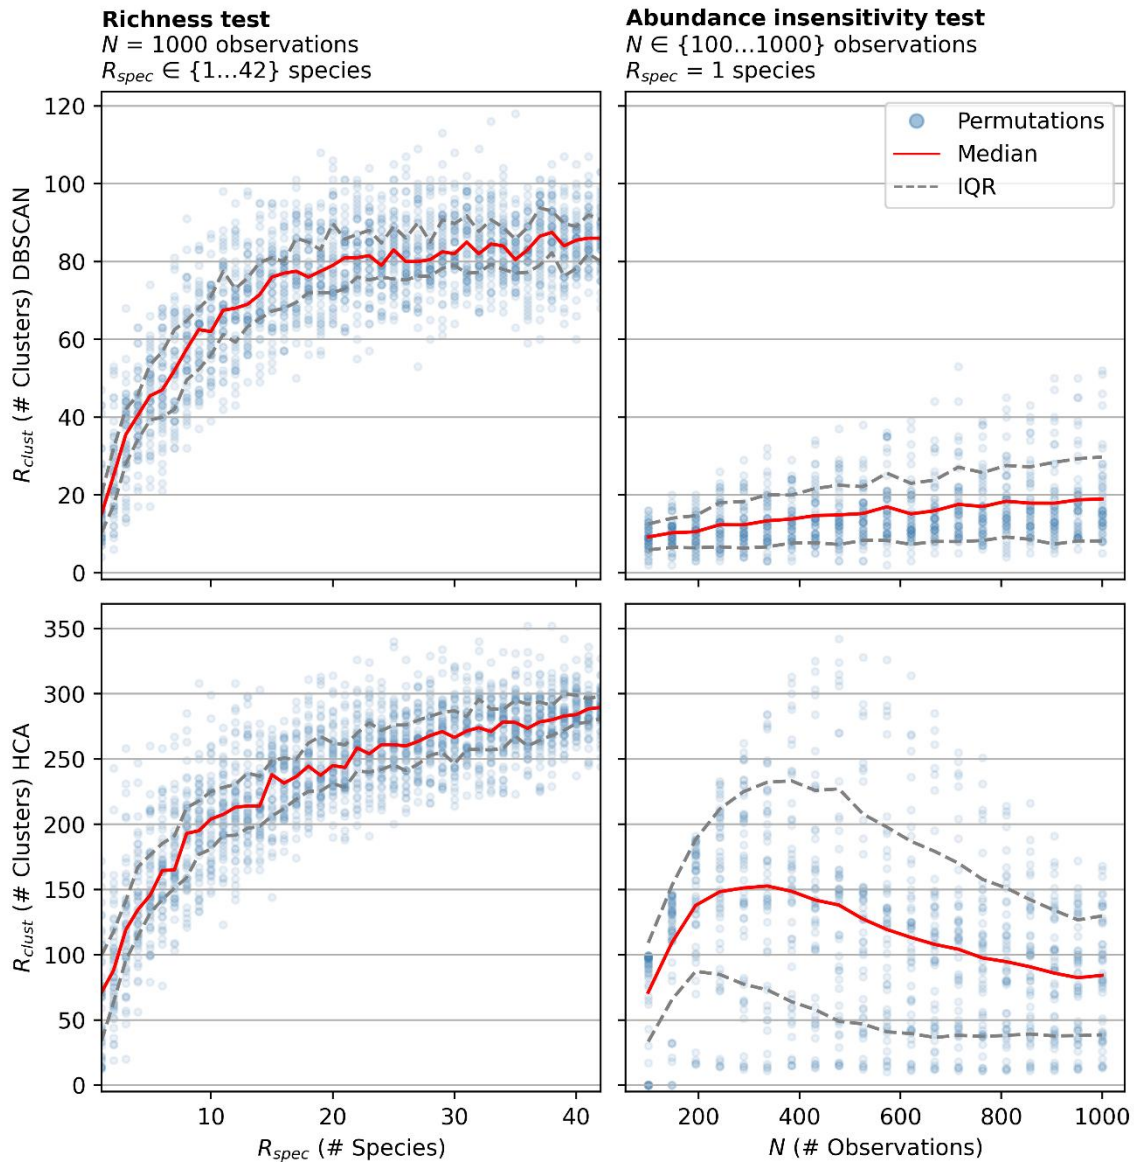 Richness test
N = 1000 observations
R_spec ∈ {1...42} species
Abundance insensitivity test
N ∈ {100...1000} observations
R_spec = 1 species
R_clust (# Clusters) DBSCAN
120
100
80
60
40
20
0
Permutations
Median
IQR
R_clust (# Clusters) HCA
350
300
250
200
150
100
50
0
10
20
30
40
R_spec (# Species)
200
400
600
800
1000
N (# Observations)